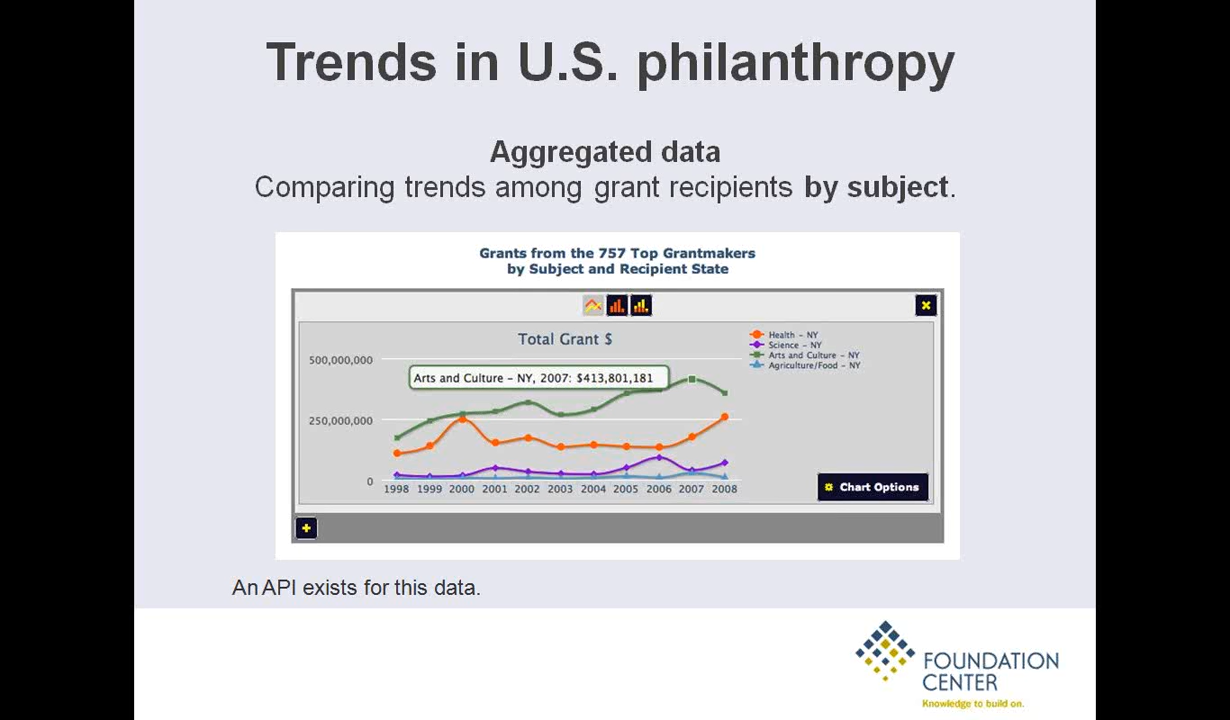 Trends in U.S. philanthropy
Aggregated data
Comparing trends among grant recipients by subject.
Grants from the 757 Top Grantmakers
by Subject and Recipient State
Total Grant $
500,000,000
250,000,000
0
Arts and Culture – NY, 2007: $413,801,181
Health – NY
Science – NY
Arts and Culture – NY
Agriculture/Food – NY
1998 1999 2000 2001 2002 2003 2004 2005 2006 2007 2008
Chart Options
An API exists for this data.
FOUNDATION
CENTER
Knowledge to build on.